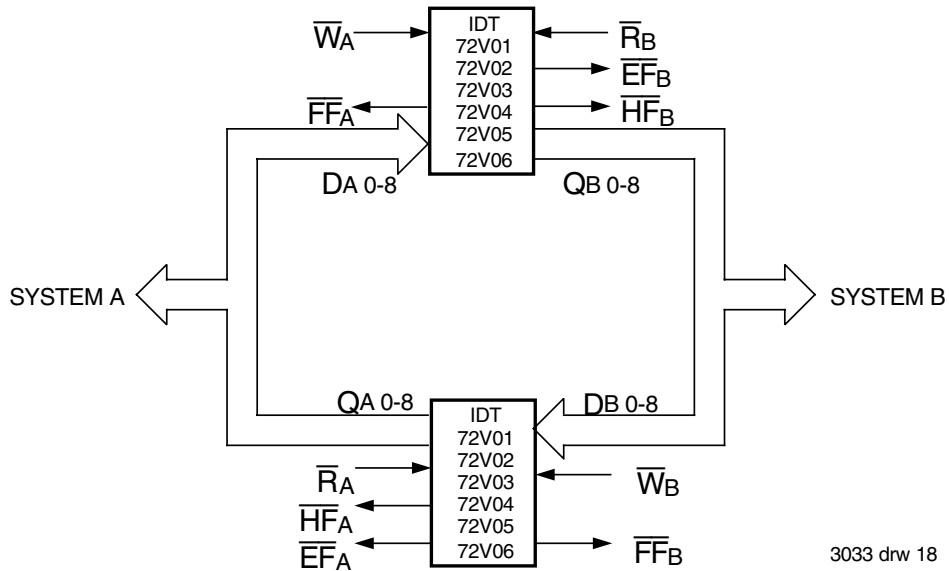 IDT
72V01
72V02
72V03
72V04
72V05
72V06
W̅A
R̅B
E̅F̅B
F̅F̅A
H̅F̅B
DA 0-8
QB 0-8
SYSTEM A
SYSTEM B
QA 0-8
DB 0-8
IDT
72V01
72V02
72V03
72V04
72V05
72V06
R̅A
W̅B
H̅F̅A
E̅F̅A
F̅F̅B
3033 drw 18